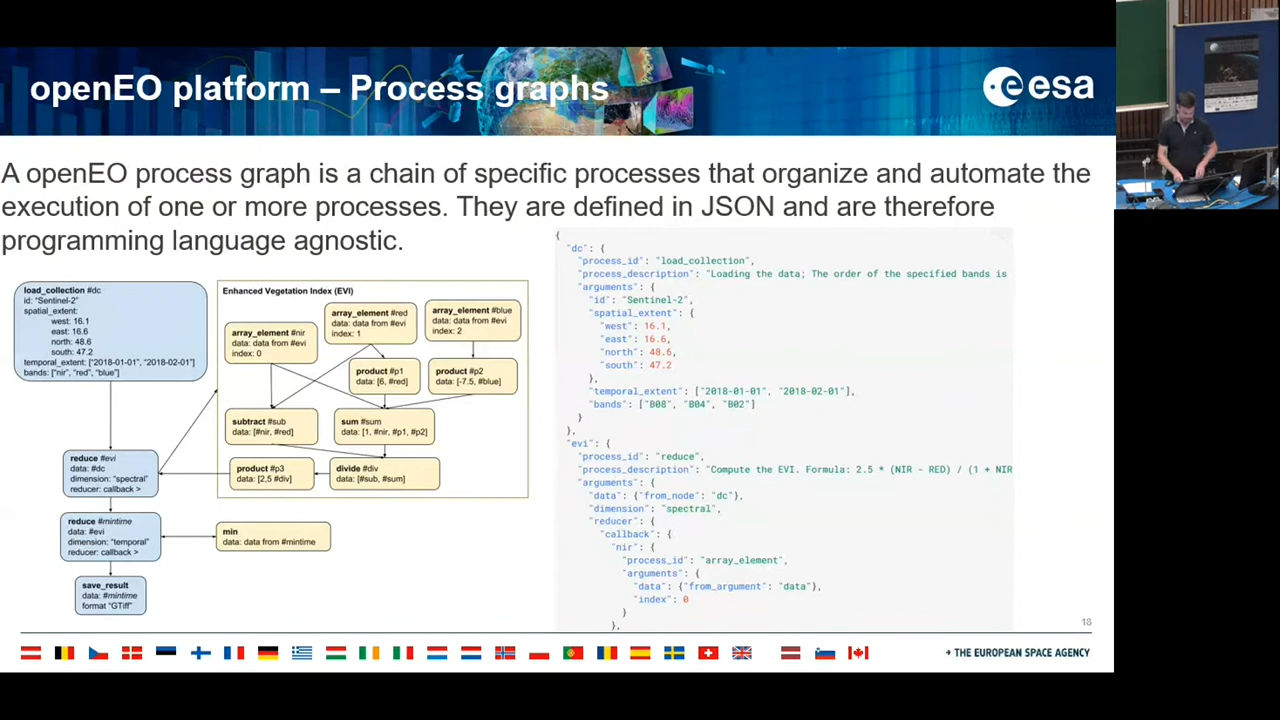 openEO platform – Process graphs
esa
A openEO process graph is a chain of specific processes that organize and automate the
execution of one or more processes. They are defined in JSON and are therefore
programming language agnostic.
load_collection #dc
id: "Sentinel-2"
spatial_extent:
west: 16.1
east: 16.6
north: 48.6
south: 47.2
temporal_extent: ["2018-01-01", "2018-02-01"]
bands: ["nir", "red", "blue"]
reduce #evi
data: #dc
dimension: "spectral"
reducer: callback >
reduce #mintime
data: #evi
dimension: "temporal"
reducer: callback >
save_result
data: #mintime
format "GTiff"
Enhanced Vegetation Index (EVI)
array_element #nir
data: data from #evi
index: 0
array_element #red
data: data from #evi
index: 1
array_element #blue
data: data from #evi
index: 2
product #p1
data: [6, #red]
product #p2
data: [-7.5, #blue]
subtract #sub
data: [#nir, #red]
sum #sum
data: [1, #nir, #p1, #p2]
product #p3
data: [2,5 #div]
divide #div
data: [#sub, #sum]
min
data: data from #mintime
{
"dc": {
"process_id": "load_collection",
"process_description": "Loading the data; The order of the specified bands is
"arguments": {
"id": "Sentinel-2",
"spatial_extent": {
"west": 16.1,
"east": 16.6,
"north": 48.6,
"south": 47.2
},
"temporal_extent": ["2018-01-01", "2018-02-01"],
"bands": ["B08", "B04", "B02"]
}
},
"evi": {
"process_id": "reduce",
"process_description": "Compute the EVI. Formula: 2.5 * (NIR - RED) / (1 + NIR
"arguments": {
"data": {"from_node": "dc"},
"dimension": "spectral",
"reducer": {
"callback": {
"nir": {
"process_id": "array_element",
"arguments": {
"data": {"from_argument": "data"},
"index": 0
}
},
18
→ THE EUROPEAN SPACE AGENCY